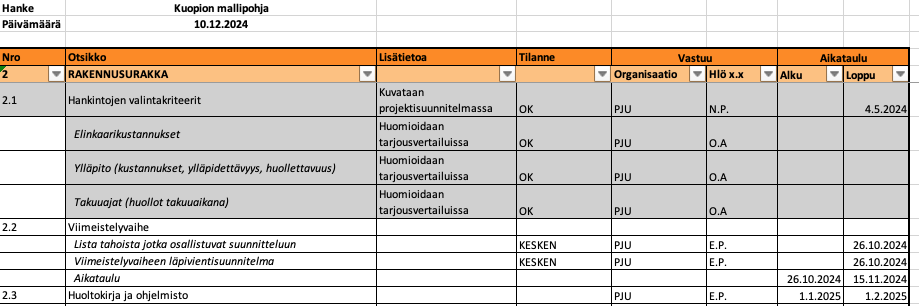 Hanke Kuopion mallipohja
Päivämäärä 10.12.2024
Nro Otsikko Lisätietoa Tilanne Vastuu Aikataulu
2 RAKENNUSURAKKA Organisaatio Hlö x.x Alku Loppu
2.1 Hankintojen valintakriteerit Kuvataan projektisuunnitelmassa OK PJU N.P. 4.5.2024
Elinkaarikustannukset Huomioidaan tarjousvertailuissa OK PJU O.A
Ylläpito (kustannukset, ylläpidettävyys, huollettavuus) Huomioidaan tarjousvertailuissa OK PJU O.A
Takuuajat (huollot takuuaikana) Huomioidaan tarjousvertailuissa OK PJU O.A
2.2 Viimeistelyvaihe
Lista tahoista jotka osallistuvat suunnitteluun KESKEN PJU E.P. 26.10.2024
Viimeistelyvaiheen läpivientisuunnitelma KESKEN PJU E.P. 26.10.2024
Aikataulu 26.10.2024 15.11.2024
2.3 Huoltokirja ja ohjelmisto PJU E.P. 1.1.2025 1.2.2025